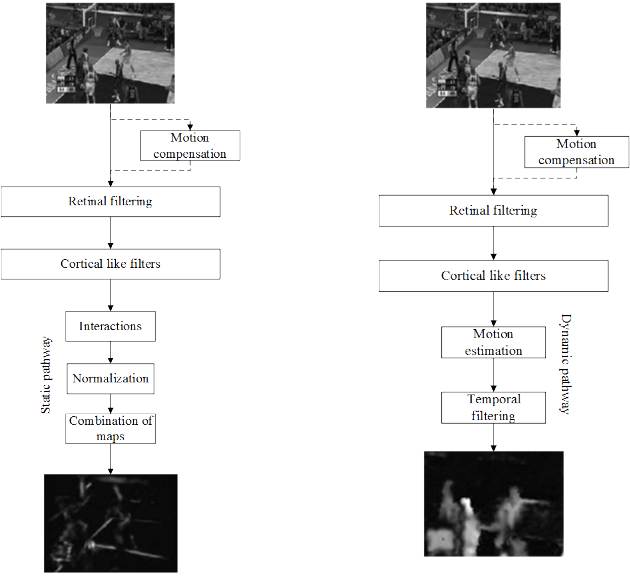 Motion
compensation
Retinal filtering
Cortical like filters
Interactions
Static pathway
Normalization
Combination of
maps
Motion
compensation
Retinal filtering
Cortical like filters
Motion
estimation
Dynamic pathway
Temporal
filtering